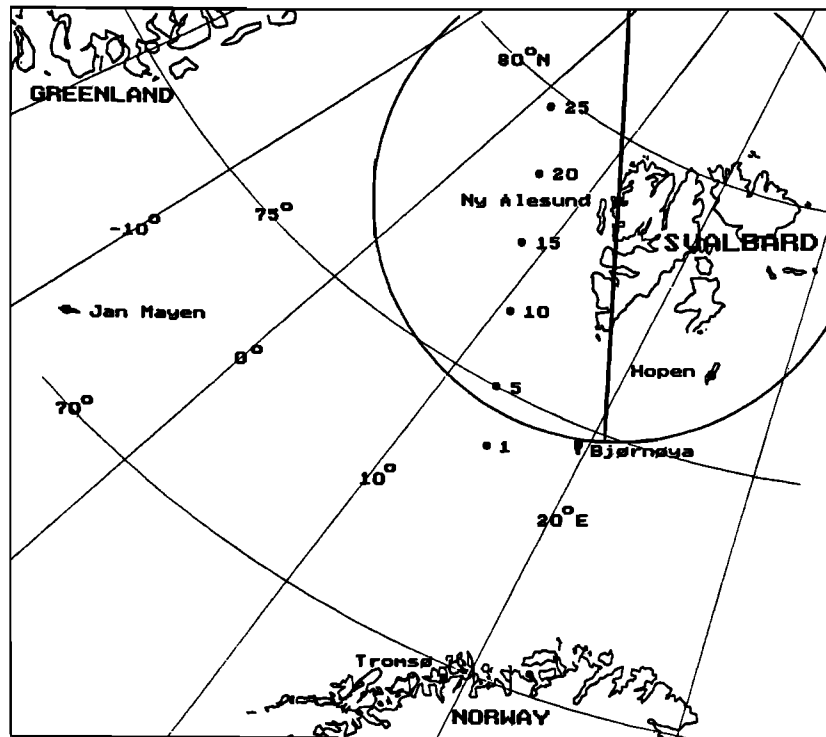 80°N
GREENLAND
25
20
Ny Alesund
-10°
75°
15
SVALBARD
Jan Mayen
10
0°
Hopen
70°
5
1
Bjørnøya
10°
20°E
Tromsø
NORWAY